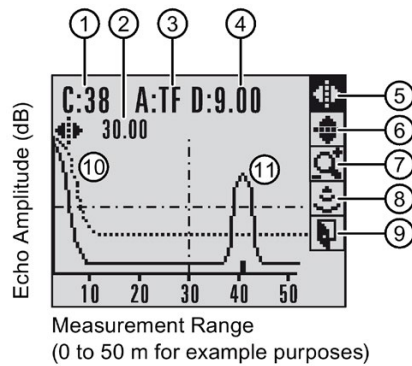 1 2 3 4
C:38 A:TF D:9.00
30.00
5
6
7
8
9
10
11
Echo Amplitude (dB)
10 20 30 40 50
Measurement Range
(0 to 50 m for example purposes)